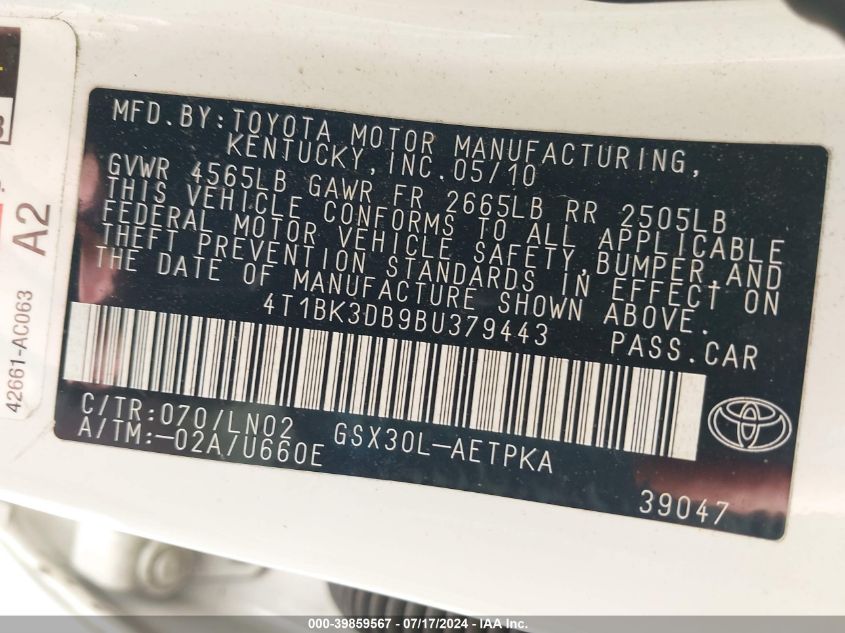 MFD.BY:TOYOTA MOTOR MANUFACTURING,
KENTUCKY,INC.05/10
GVWR 4565LB GAWR FR 2665LB RR 2505LB
THIS VEHICLE CONFORMS TO ALL APPLICABLE
FEDERAL MOTOR VEHICLE SAFETY,BUMPER,AND
THEFT PREVENTION STANDARDS IN EFFECT ON
THE DATE OF MANUFACTURE SHOWN ABOVE.
4T1BK3DB9BU379443 PASS.CAR
C/TR:070/LN02 GSX30L-AETPKA
A/TM:-02A/U660E
39047
A2
42661-AC063
000-39859567 - 07/17/2024 - IAA Inc.